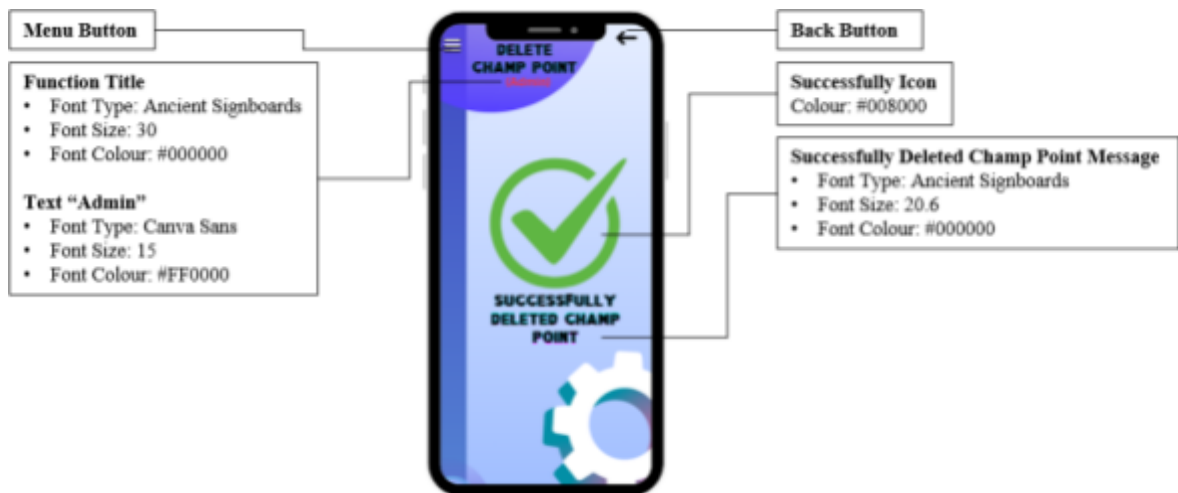 Menu Button
Function Title
• Font Type: Ancient Signboards
• Font Size: 30
• Font Colour: #000000
Text “Admin”
• Font Type: Canva Sans
• Font Size: 15
• Font Colour: #FF0000
DELETE
CHAMP POINT
SUCCESSFULLY
DELETED CHAMP
POINT
Back Button
Successfully Icon
Colour: #008000
Successfully Deleted Champ Point Message
• Font Type: Ancient Signboards
• Font Size: 20.6
• Font Colour: #000000